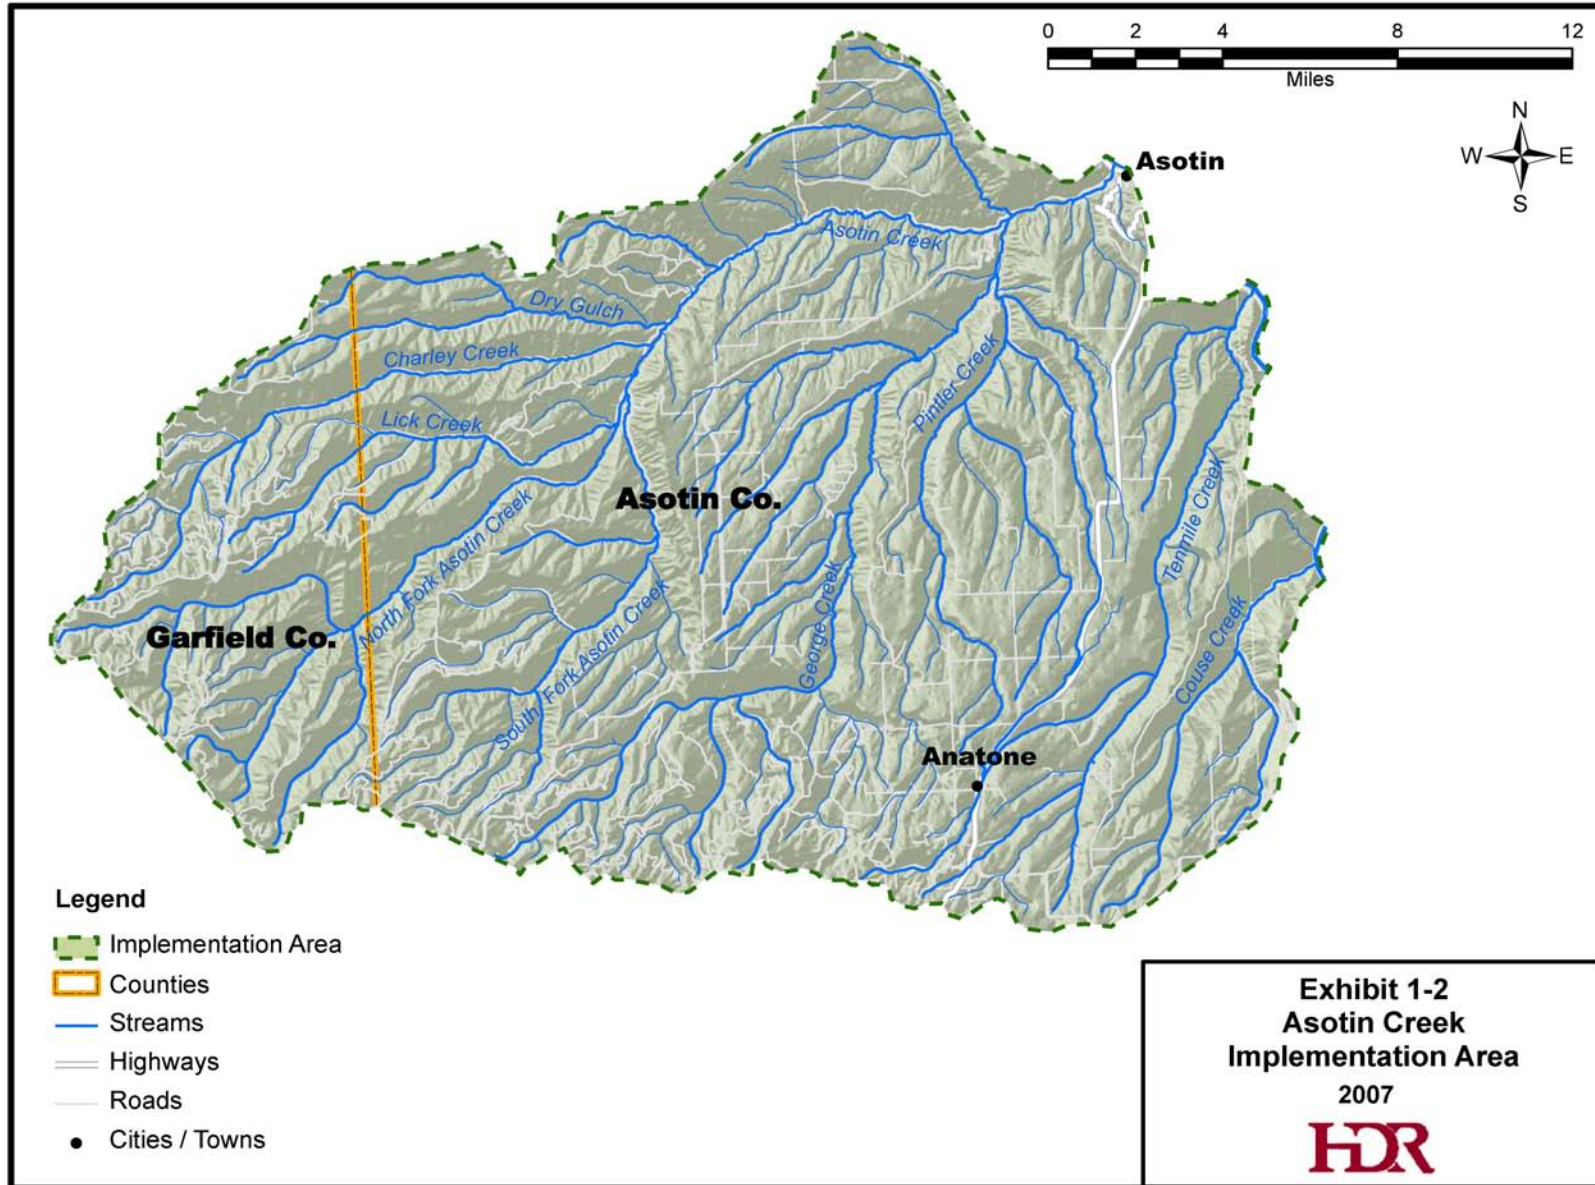 0 2 4 8 12
Miles
N
W E
S
Asotin
Asotin Creek
Dry Gulch
Charley Creek
Pintler Creek
Lick Creek
Asotin Co.
Tenmile Creek
North Fork Asotin Creek
Garfield Co.
South Fork Asotin Creek
George Creek
Couse Creek
Anatone
Legend
Implementation Area
Counties
Streams
Highways
Roads
Cities / Towns
Exhibit 1-2
Asotin Creek
Implementation Area
2007
HDR